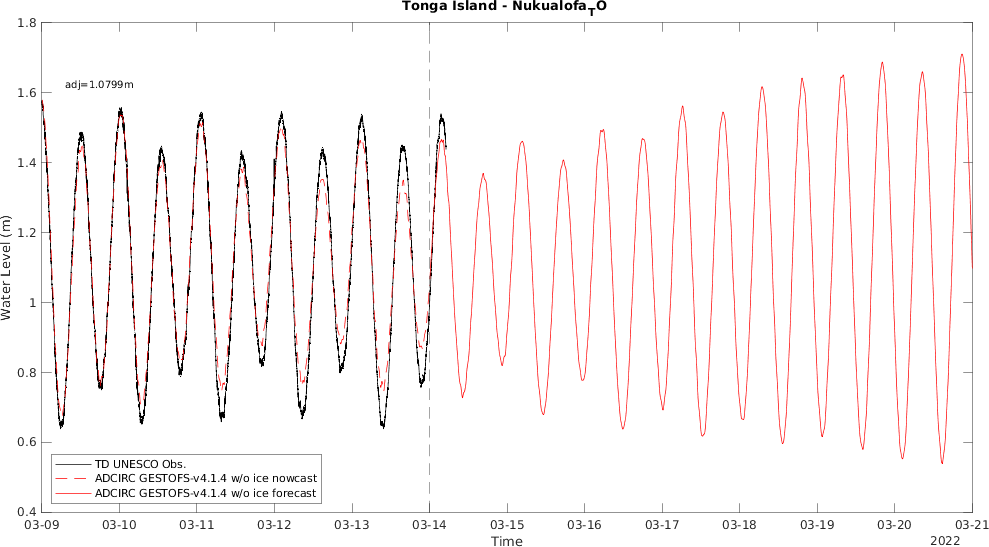 Tonga Island - NukualofaTO
1.8
1.6
1.4
1.2
1
0.8
0.6
0.4
Water Level (m)
adj=1.0799m
TD UNESCO Obs.
ADCIRC GESTOFS-v4.1.4 w/o ice nowcast
ADCIRC GESTOFS-v4.1.4 w/o ice forecast
03-09 03-10 03-11 03-12 03-13 03-14 03-15 03-16 03-17 03-18 03-19 03-20 03-21
Time
2022